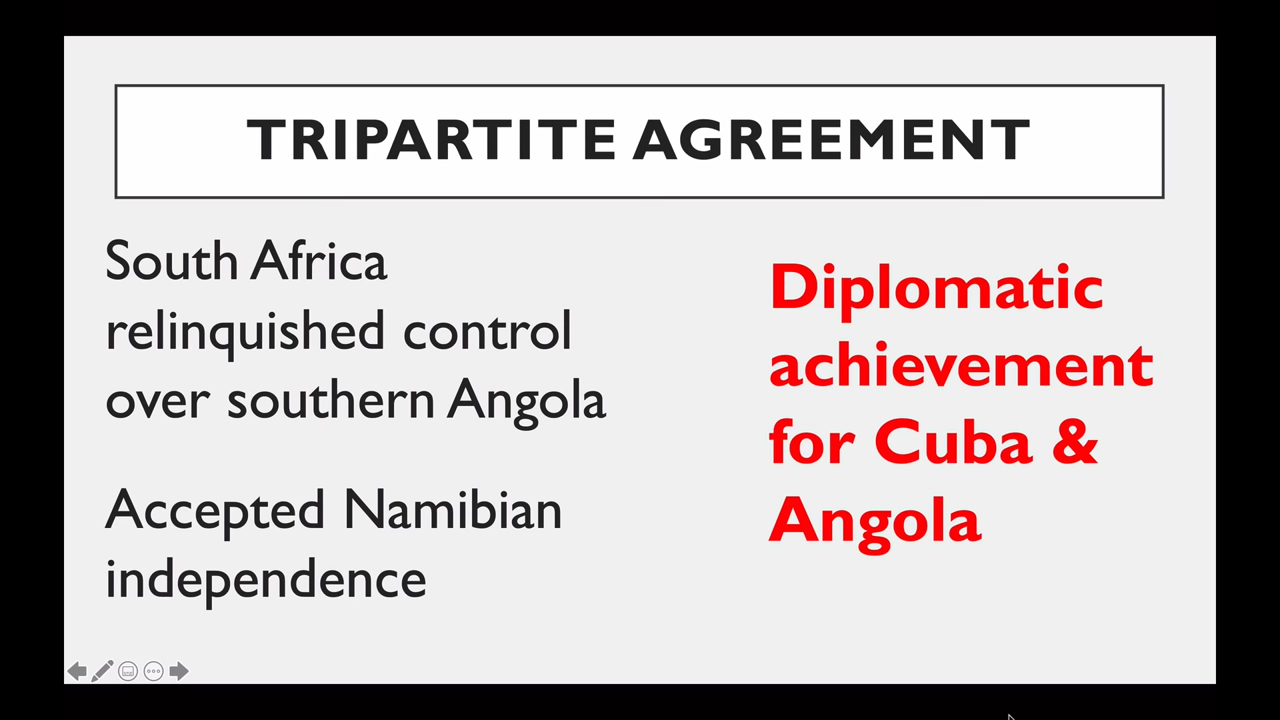 TRIPARTITE AGREEMENT
South Africa
relinquished control
over southern Angola
Accepted Namibian
independence
Diplomatic
achievement
for Cuba &
Angola